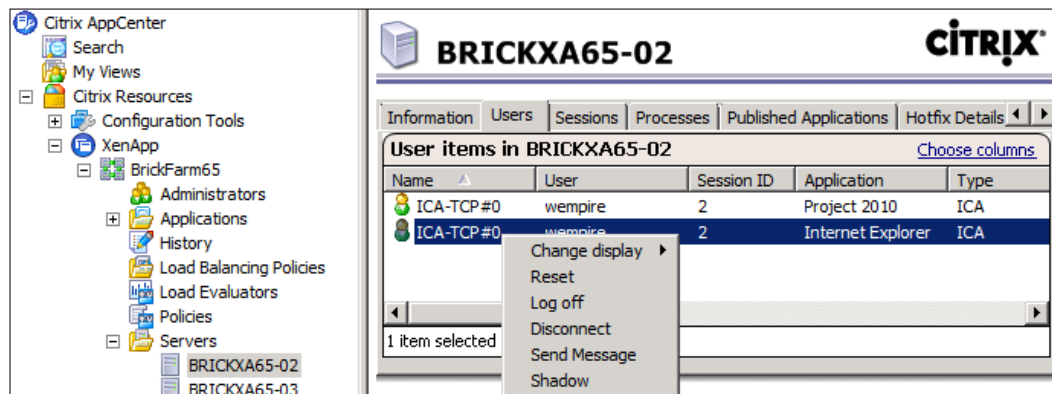 Citrix AppCenter
Search
My Views
Citrix Resources
Configuration Tools
XenApp
BrickFarm65
Administrators
Applications
History
Load Balancing Policies
Load Evaluators
Policies
Servers
BRICKXA65-02
BRICKXA65-03
BRICKXA65-02
CİTRIX
Information Users Sessions Processes Published Applications Hotfix Details
User items in BRICKXA65-02 Choose columns
Name User Session ID Application Type
ICA-TCP#0 wempire 2 Project 2010 ICA
ICA-TCP#0 wempire 2 Internet Explorer ICA
Change display
Reset
Log off
Disconnect
1 item selected
Send Message
Shadow